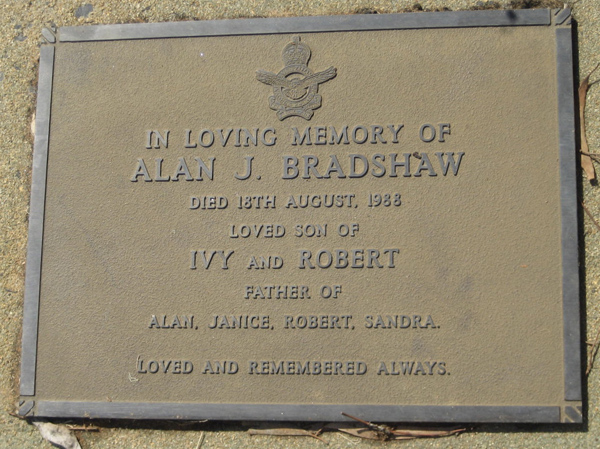 IN LOVING MEMORY OF
ALAN J. BRADSHAW
DIED 18TH AUGUST, 1988
LOVED SON OF
IVY AND ROBERT
FATHER OF
ALAN, JANICE, ROBERT, SANDRA.
LOVED AND REMEMBERED ALWAYS.